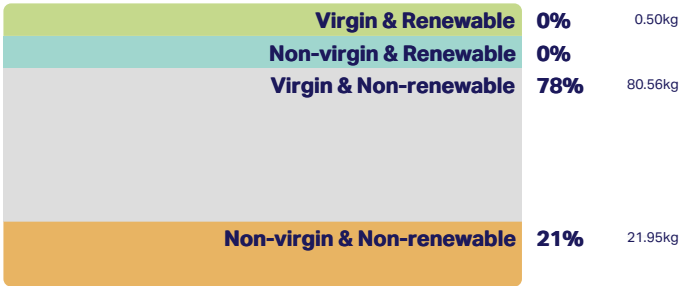 Virgin & Renewable 0% 0.50kg
Non-virgin & Renewable 0%
Virgin & Non-renewable 78% 80.56kg
Non-virgin & Non-renewable 21% 21.95kg